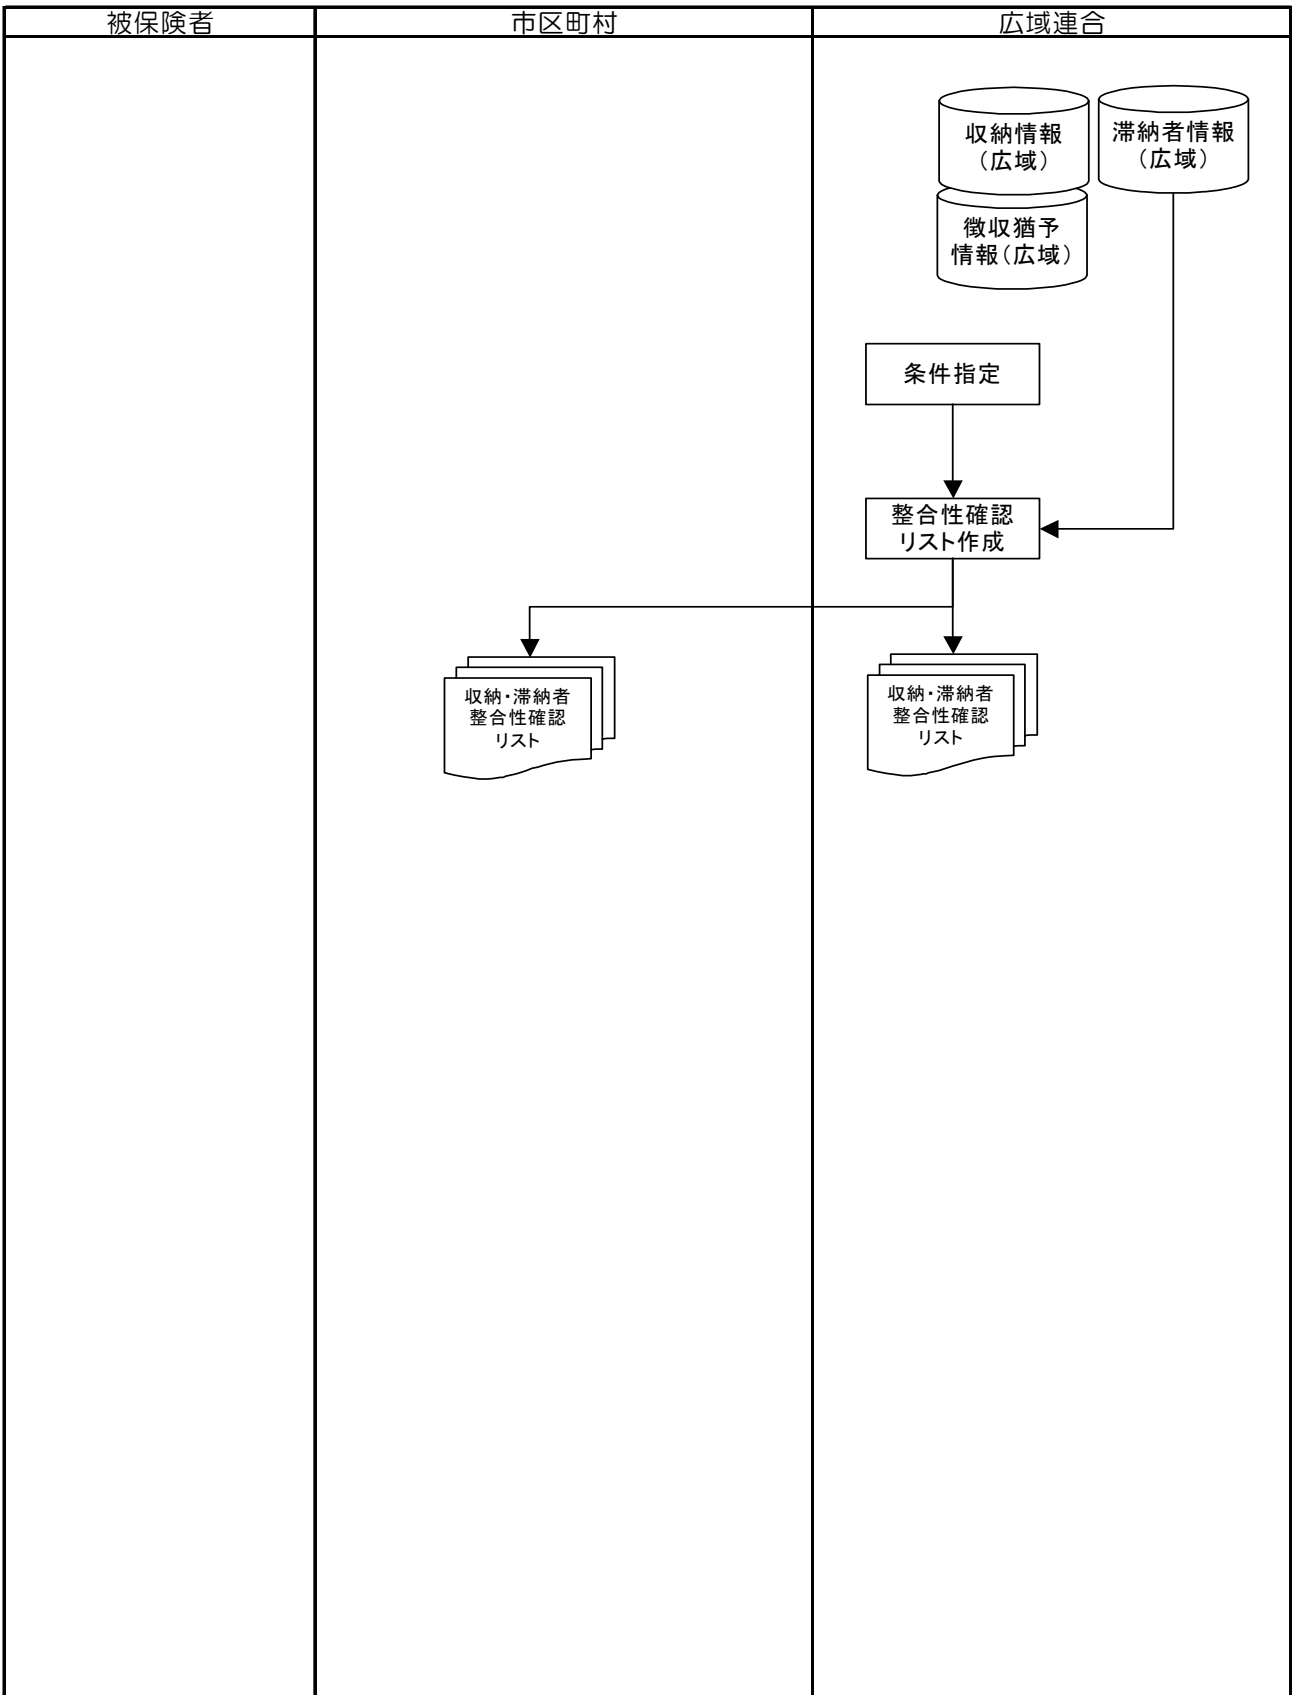 被保険者
市区町村
広域連合
収納情報
（広域）
滞納者情報
（広域）
徴収猶予
情報（広域）
条件指定
整合性確認
リスト作成
収納・滞納者
整合性確認
リスト
収納・滞納者
整合性確認
リスト